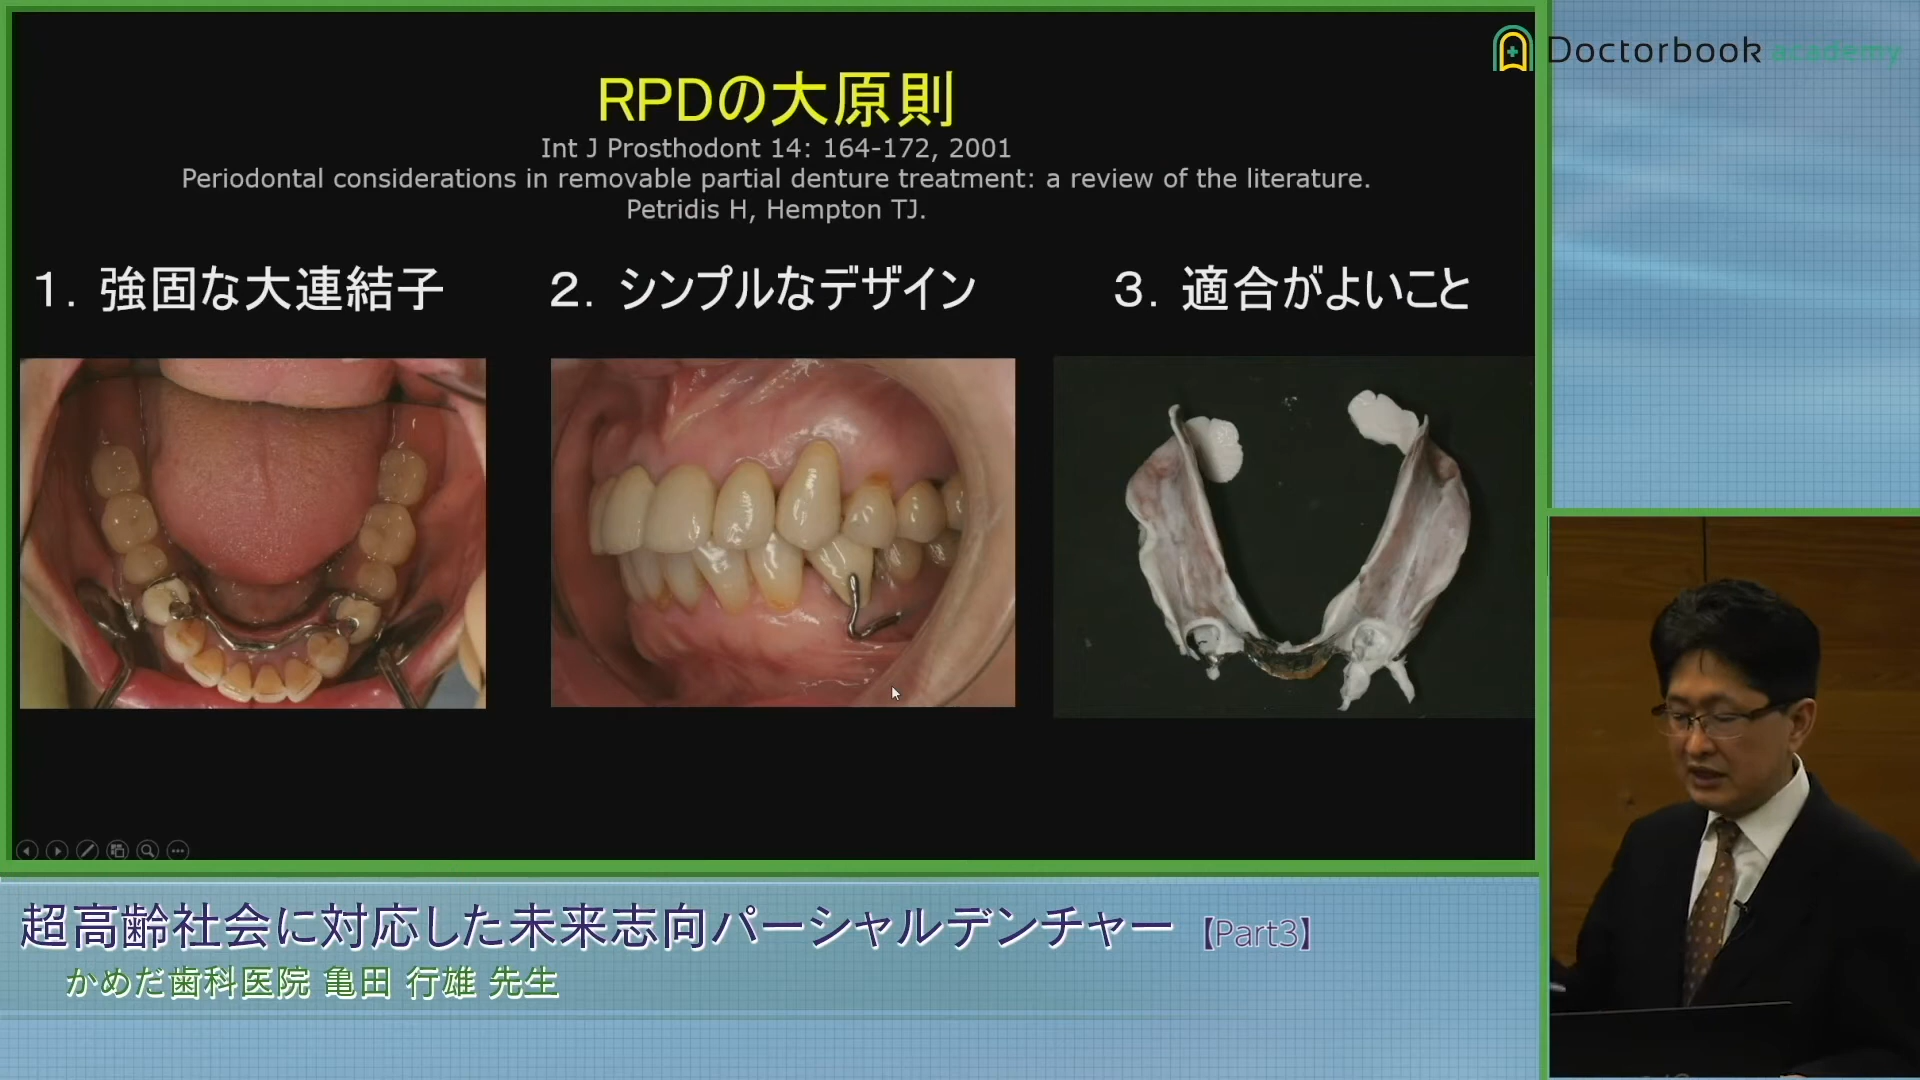 Doctorbook academy
RPDの大原則
Int J Prosthodont 14: 164-172, 2001
Periodontal considerations in removable partial denture treatment: a review of the literature.
Petridis H, Hempton TJ.
1. 強固な大連結子
2. シンプルなデザイン
3. 適合がよいこと
超高齢社会に対応した未来志向パーシャルデンチャー 【Part3】
かめだ歯科医院 亀田 行雄 先生